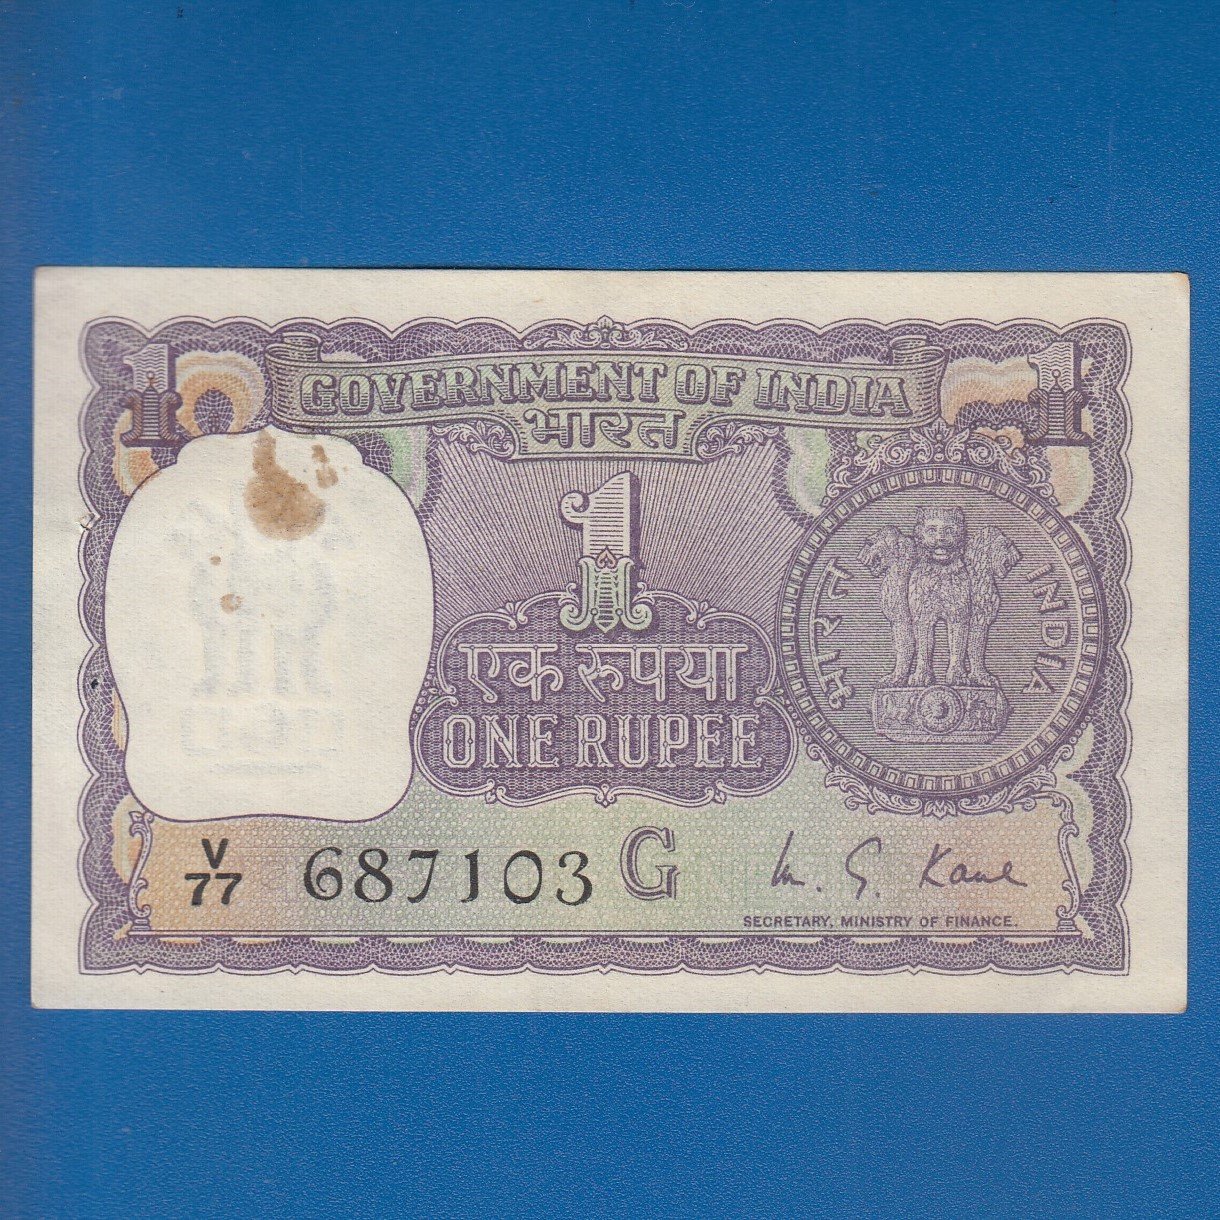 1 GOVERNMENT OF INDIA 1
भारत
1
भारत INDIA
एक रुपया
ONE RUPEE
V
77 687103 G
M. G. Kaul
SECRETARY, MINISTRY OF FINANCE.